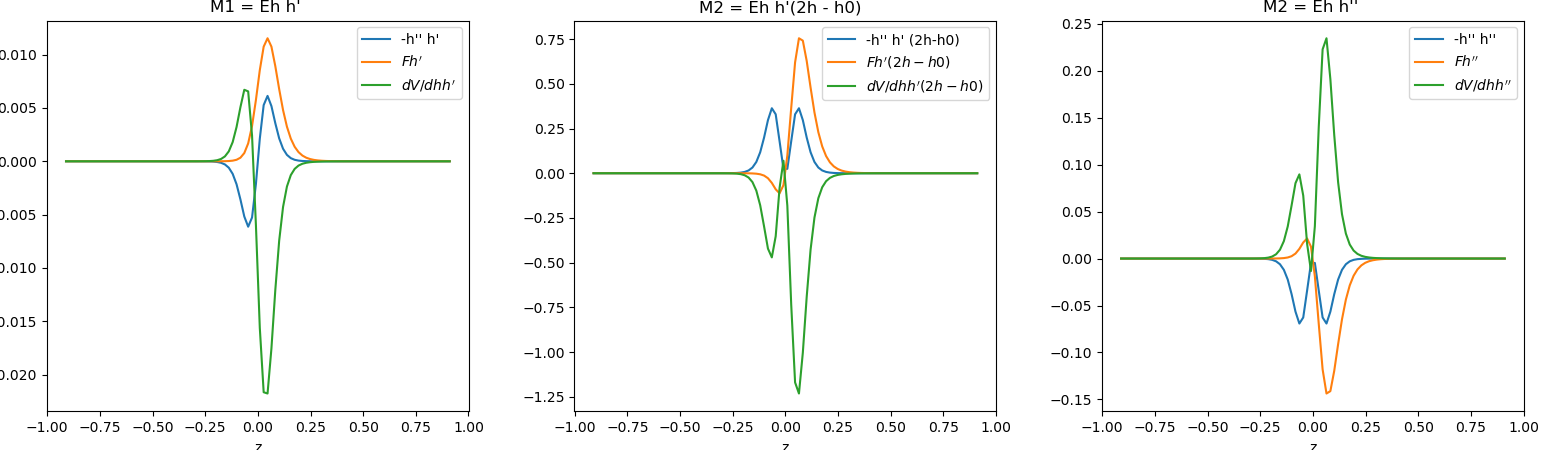 M1 = Eh h'
-h'' h'
Fh′
dV/dhh′
0.010
0.005
0.000
0.005
0.010
0.015
0.020
−1.00 −0.75 −0.50 −0.25 0.00 0.25 0.50 0.75 1.00
z
M2 = Eh h'(2h - h0)
-h'' h' (2h-h0)
Fh′(2h − h0)
dV/dhh′(2h − h0)
0.75
0.50
0.25
0.00
−0.25
−0.50
−0.75
−1.00
−1.25
−1.00 −0.75 −0.50 −0.25 0.00 0.25 0.50 0.75 1.00
z
M2 = Eh h''
-h'' h''
Fh′′
dV/dhh′′
0.25
0.20
0.15
0.10
0.05
0.00
−0.05
−0.10
−0.15
−1.00 −0.75 −0.50 −0.25 0.00 0.25 0.50 0.75 1.00
z